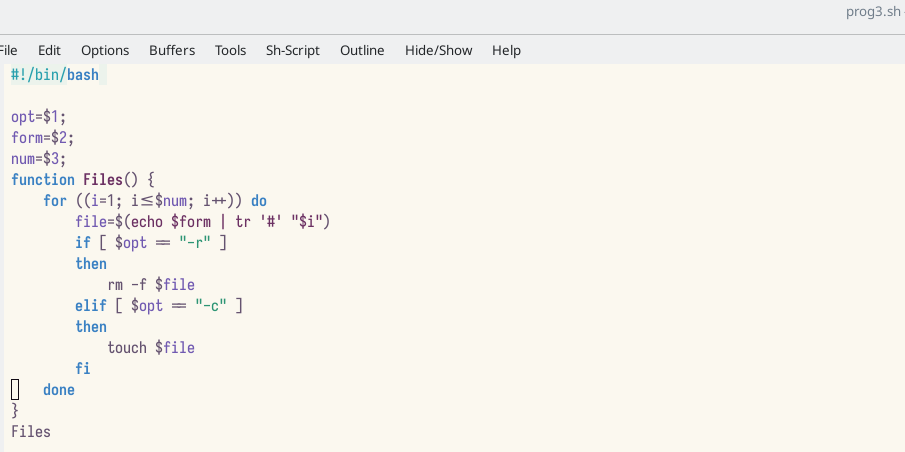 prog3.sh
File Edit Options Buffers Tools Sh-Script Outline Hide/Show Help
#!/bin/bash

opt=$1;
form=$2;
num=$3;
function Files() {
    for ((i=1; i<=$num; i++)) do
        file=$(echo $form | tr '#' "$i")
        if [ $opt == "-r" ]
        then
            rm -f $file
        elif [ $opt == "-c" ]
        then
            touch $file
        fi
    done
}
Files